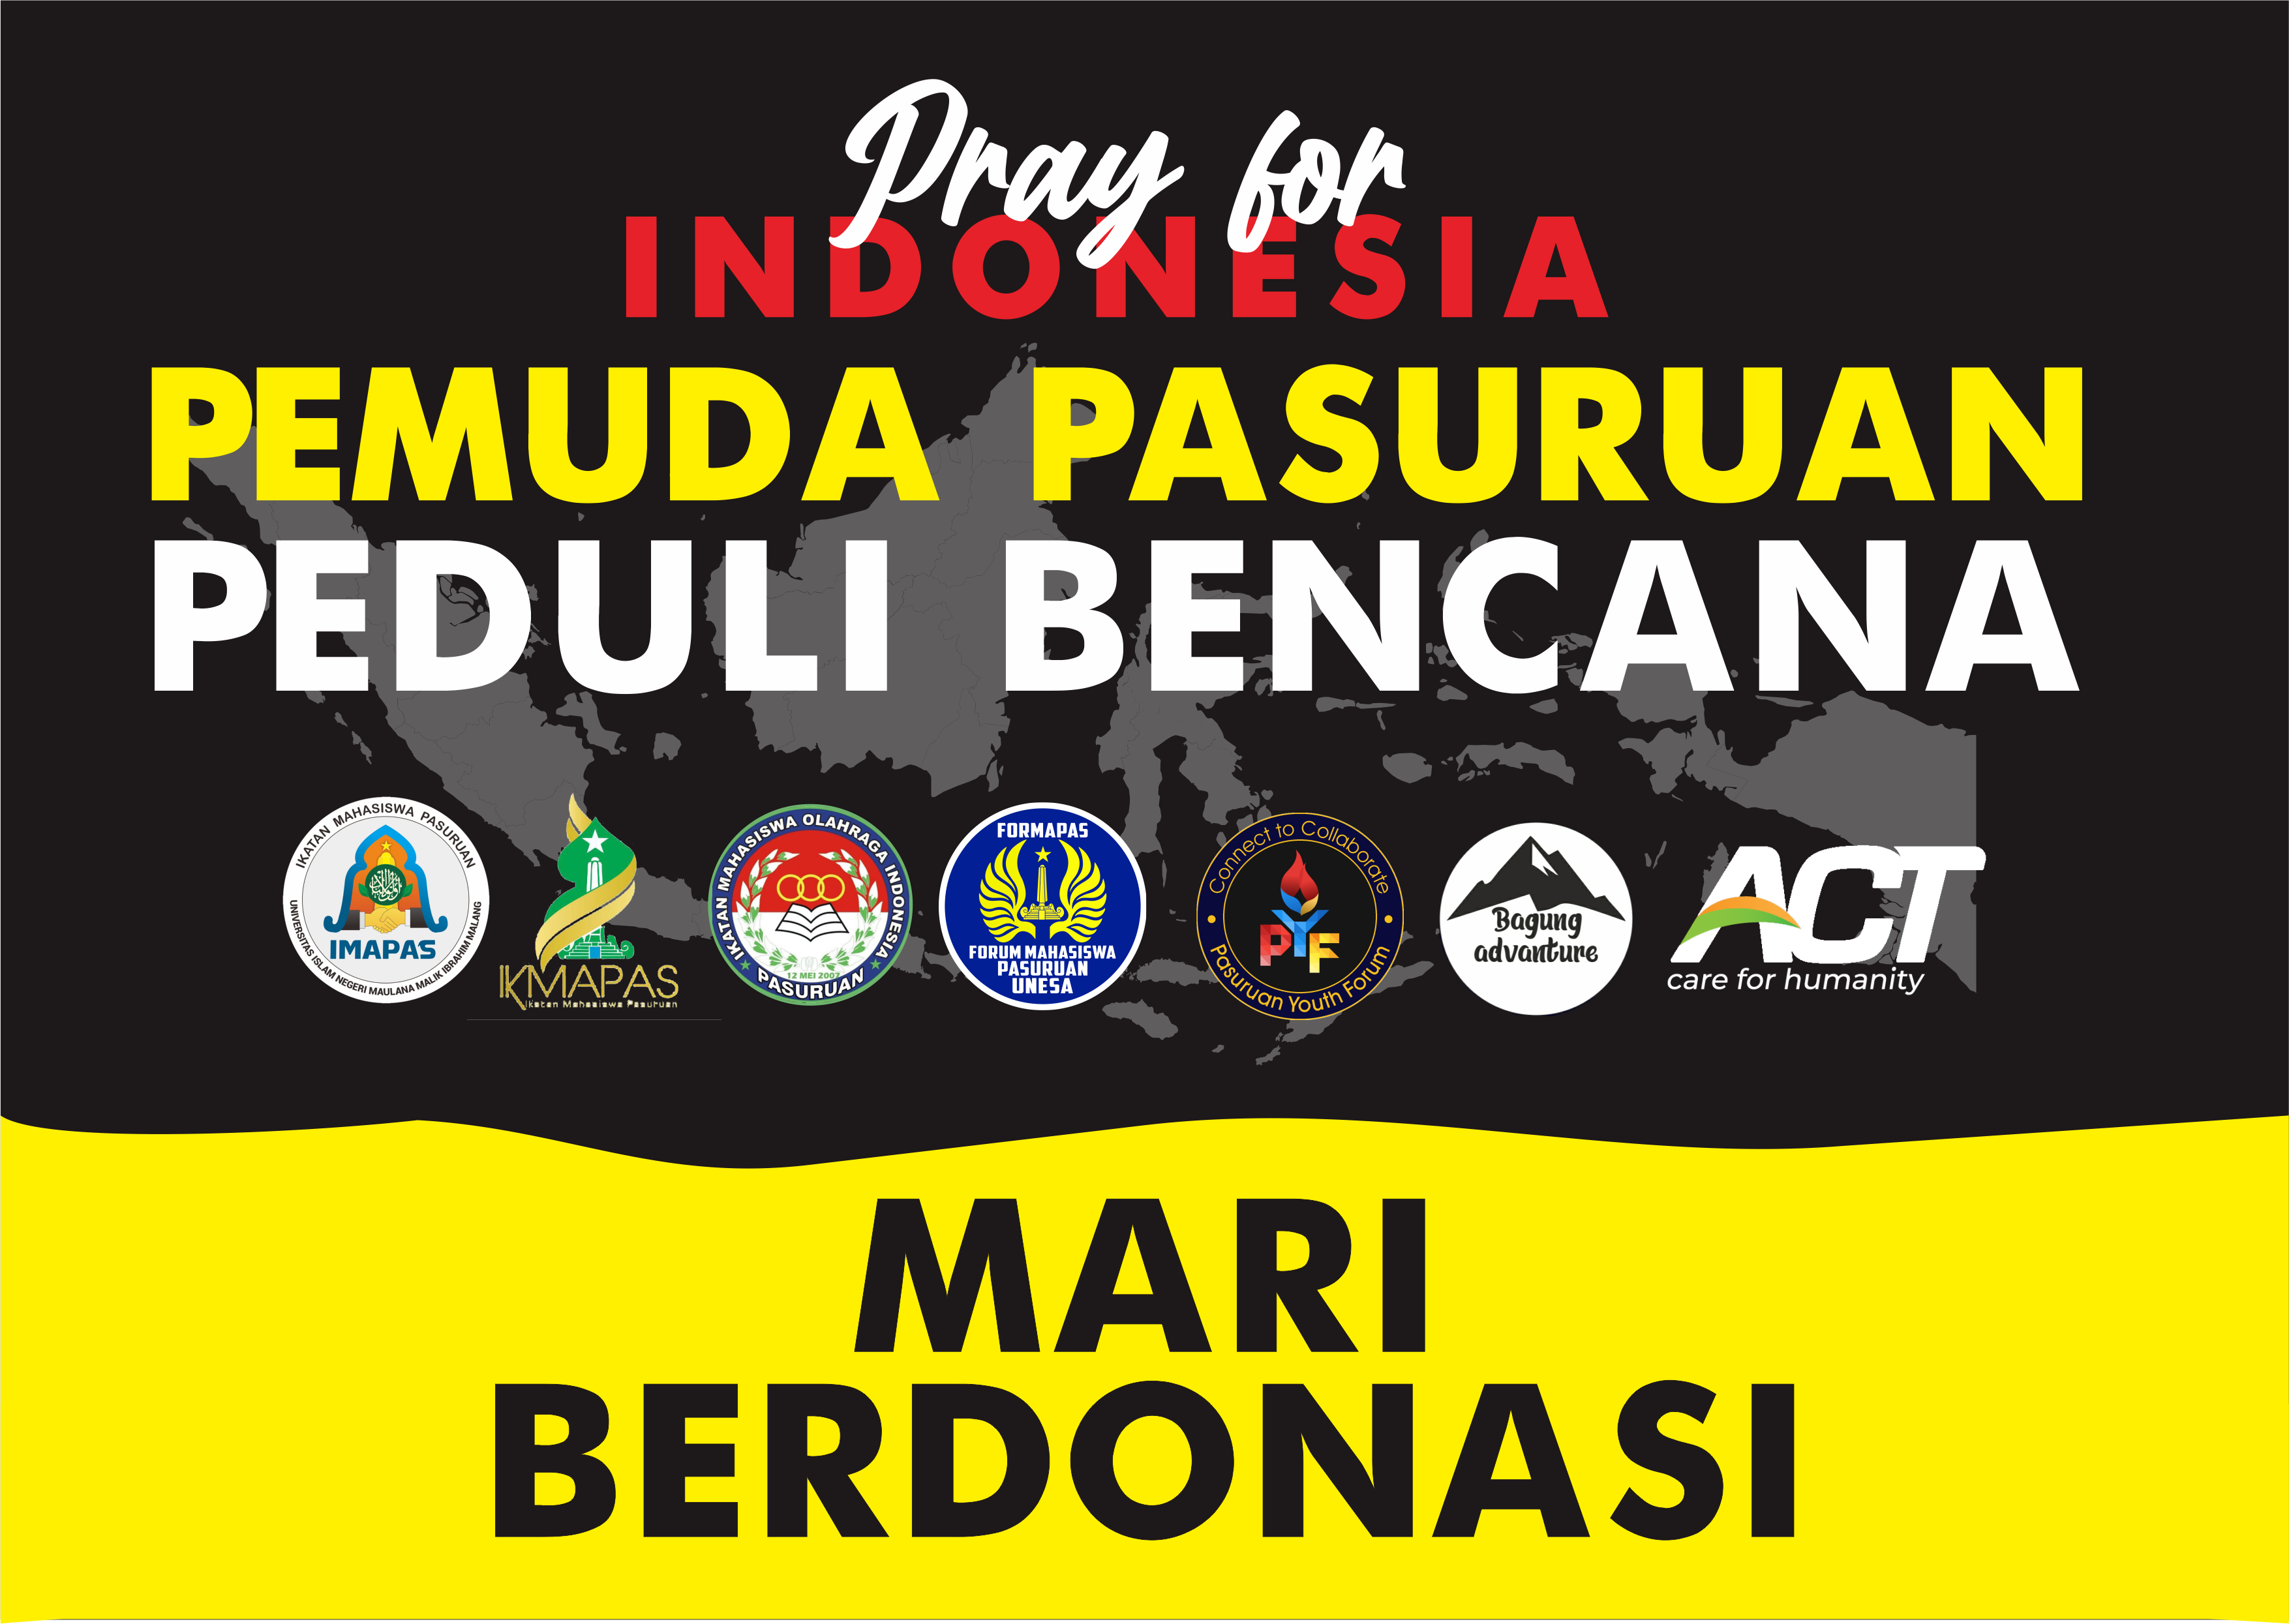 Pray for
INDONESIA
PEMUDA PASURUAN
PEDULI BENCANA
IKATAN MAHASISWA PASURUAN
IMAPAS
UNIVERSITAS ISLAM NEGERI MAULANA MALIK IBRAHIM MALANG
IKMAPAS
Ikatan Mahasiswa Pasuruan
IKATAN MAHASISWA OLAHRAGA INDONESIA
12 MEI 2007
PASURUAN
FORMAPAS
FORUM MAHASISWA
PASURUAN
UNESA
Connect to Collaborate
PYF
Pasuruan Youth Forum
Bagung
advanture
ACT
care for humanity
MARI
BERDONASI